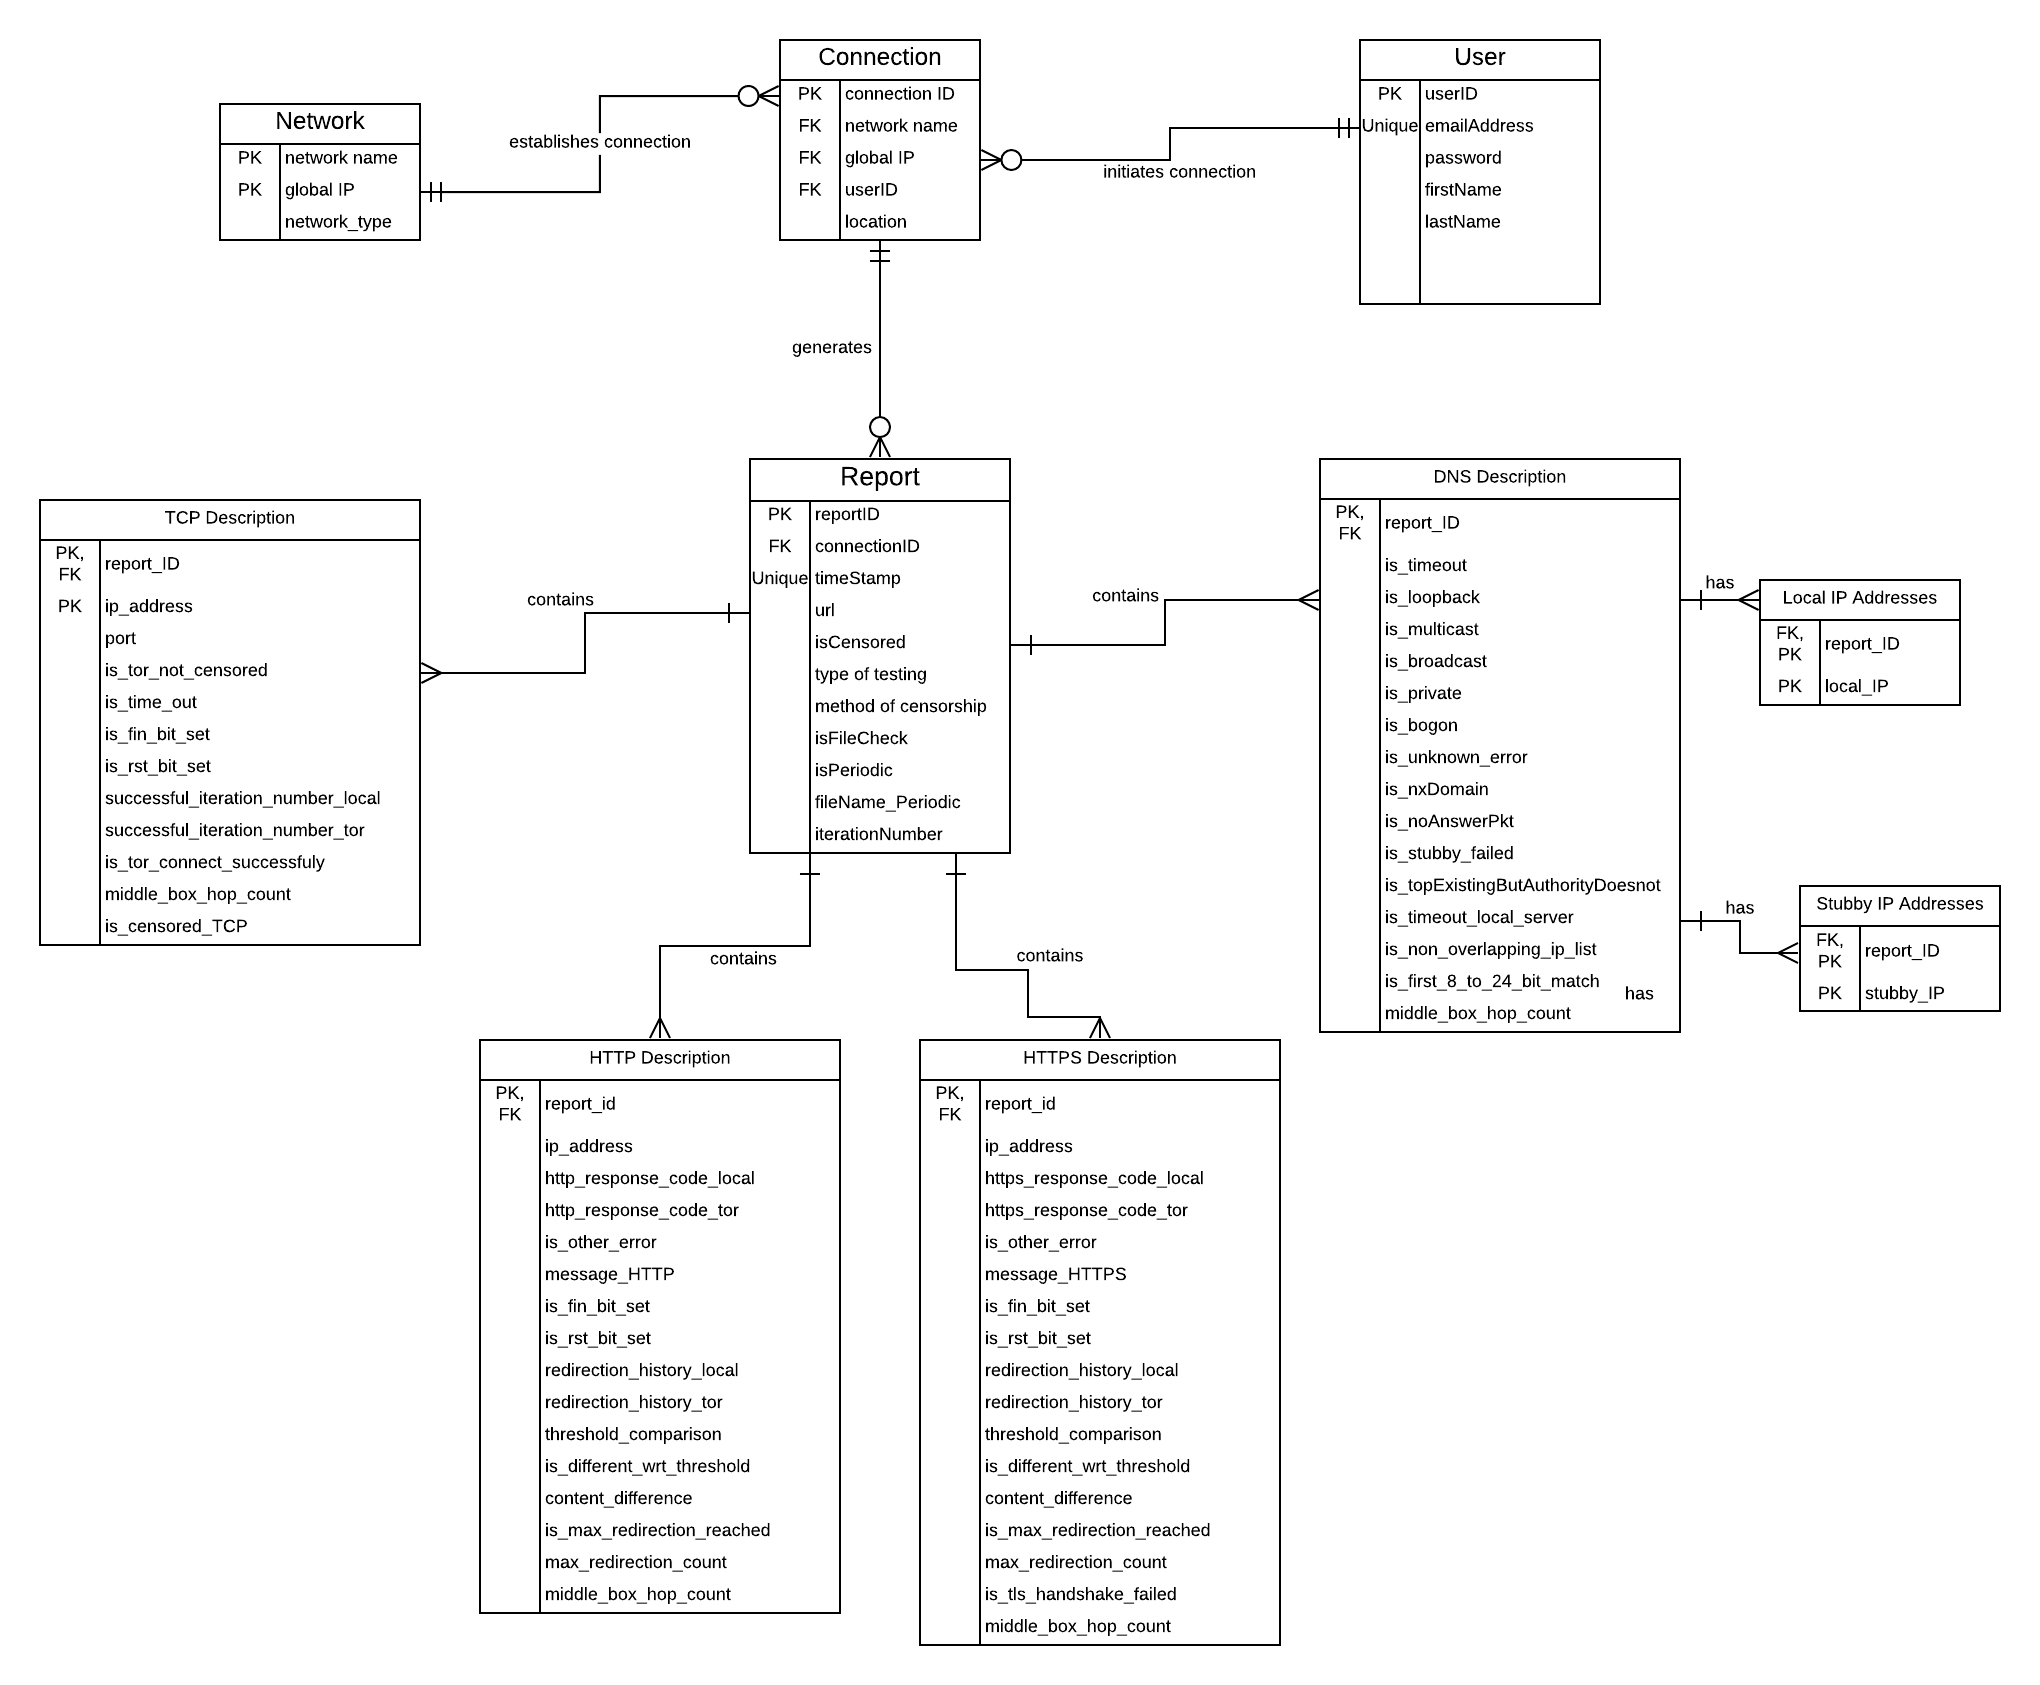 Connection
PK connection ID
FK network name
FK global IP
FK userID
location
User
PK userID
Unique emailAddress
password
firstName
lastName
Network
PK network name
PK global IP
network_type
establishes connection
initiates connection
generates
Report
PK reportID
FK connectionID
Unique timeStamp
url
isCensored
type of testing
method of censorship
isFileCheck
isPeriodic
fileName_Periodic
iterationNumber
TCP Description
PK,
FK report_ID
PK ip_address
port
is_tor_not_censored
is_time_out
is_fin_bit_set
is_rst_bit_set
successful_iteration_number_local
successful_iteration_number_tor
is_tor_connect_successfuly
middle_box_hop_count
is_censored_TCP
contains
contains
DNS Description
PK,
FK report_ID
is_timeout
is_loopback
is_multicast
is_broadcast
is_private
is_bogon
is_unknown_error
is_nxDomain
is_noAnswerPkt
is_stubby_failed
is_topExistingButAuthorityDoesnot
is_timeout_local_server
is_non_overlapping_ip_list
is_first_8_to_24_bit_match
has
middle_box_hop_count
has
Local IP Addresses
FK,
PK report_ID
PK local_IP
has
Stubby IP Addresses
FK,
PK report_ID
PK stubby_IP
contains
contains
HTTP Description
PK,
FK report_id
ip_address
http_response_code_local
http_response_code_tor
is_other_error
message_HTTP
is_fin_bit_set
is_rst_bit_set
redirection_history_local
redirection_history_tor
threshold_comparison
is_different_wrt_threshold
content_difference
is_max_redirection_reached
max_redirection_count
middle_box_hop_count
HTTPS Description
PK,
FK report_id
ip_address
https_response_code_local
https_response_code_tor
is_other_error
message_HTTPS
is_fin_bit_set
is_rst_bit_set
redirection_history_local
redirection_history_tor
threshold_comparison
is_different_wrt_threshold
content_difference
is_max_redirection_reached
max_redirection_count
is_tls_handshake_failed
middle_box_hop_count